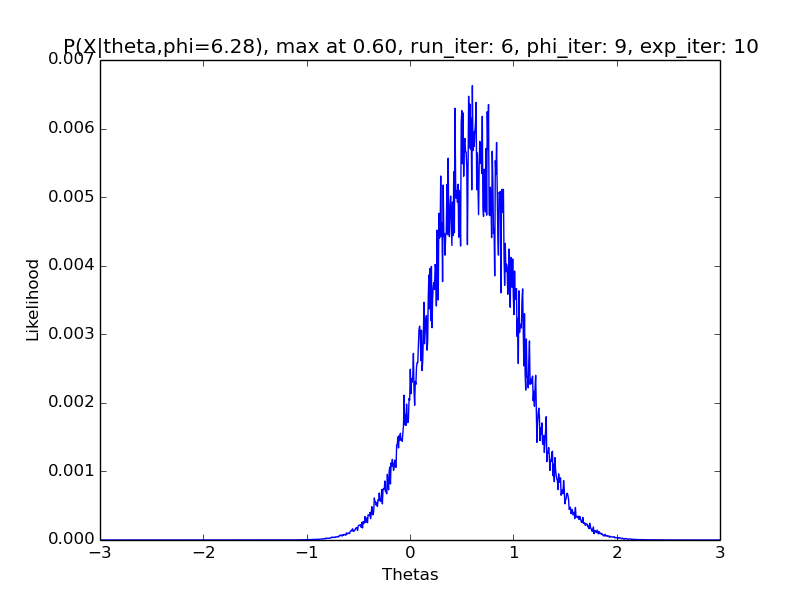 P(X|theta,phi=6.28), max at 0.60, run_iter: 6, phi_iter: 9, exp_iter: 10
0.007
0.006
0.005
0.004
0.003
0.002
0.001
0.000
Likelihood
−3 −2 −1 0 1 2 3
Thetas